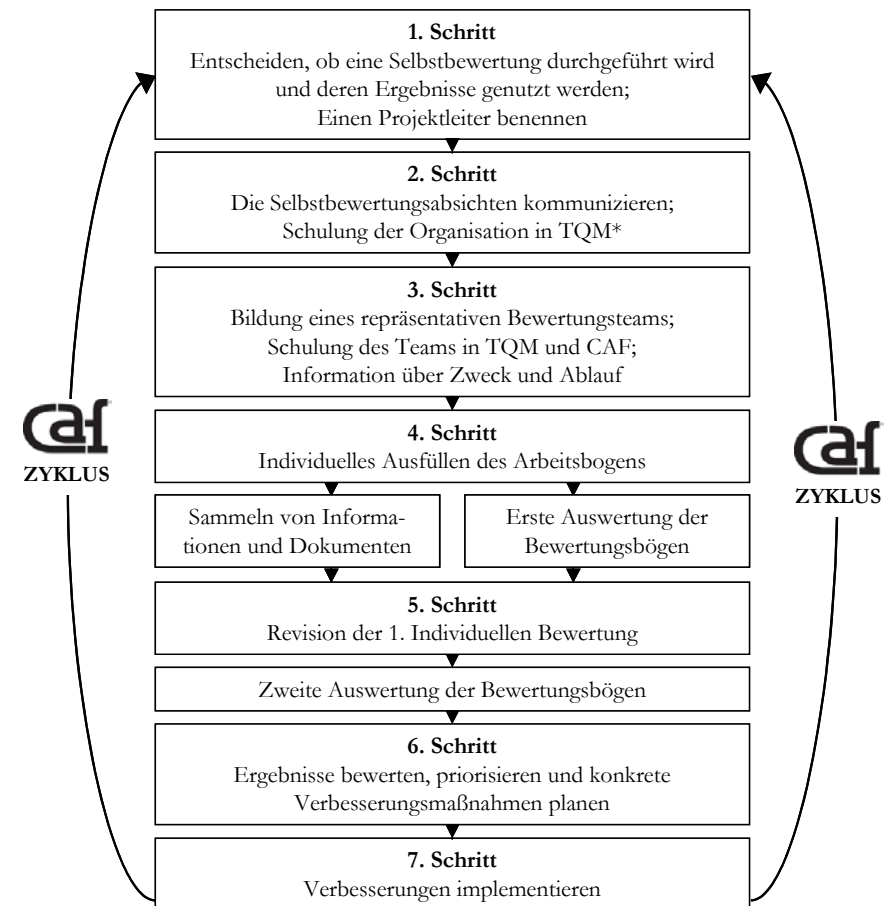 1. Schritt
Entscheiden, ob eine Selbstbewertung durchgeführt wird
und deren Ergebnisse genutzt werden;
Einen Projektleiter benennen
2. Schritt
Die Selbstbewertungsabsichten kommunizieren;
Schulung der Organisation in TQM*
3. Schritt
Bildung eines repräsentativen Bewertungsteams;
Schulung des Teams in TQM und CAF;
Information über Zweck und Ablauf
caf
ZYKLUS
4. Schritt
Individuelles Ausfüllen des Arbeitsbogens
caf
ZYKLUS
Sammeln von Informa-
tionen und Dokumenten
Erste Auswertung der
Bewertungsbögen
5. Schritt
Revision der 1. Individuellen Bewertung
Zweite Auswertung der Bewertungsbögen
6. Schritt
Ergebnisse bewerten, priorisieren und konkrete
Verbesserungsmaßnahmen planen
7. Schritt
Verbesserungen implementieren